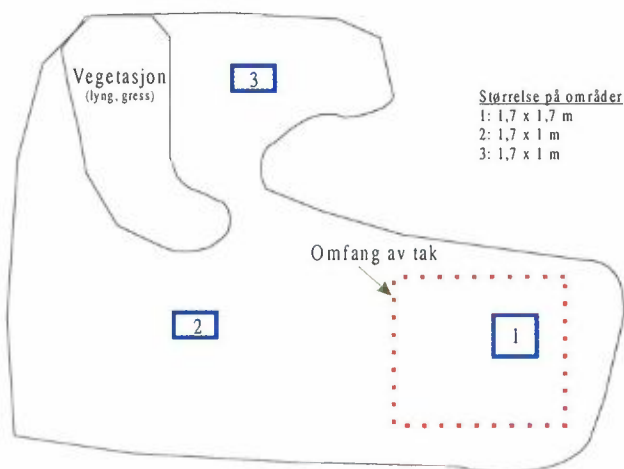 Vegetasjon
(lyng, gress)
3
Størrelse på områder
1: 1,7 x 1,7 m
2: 1,7 x 1 m
3: 1,7 x 1 m
Omfang av tak
2
1